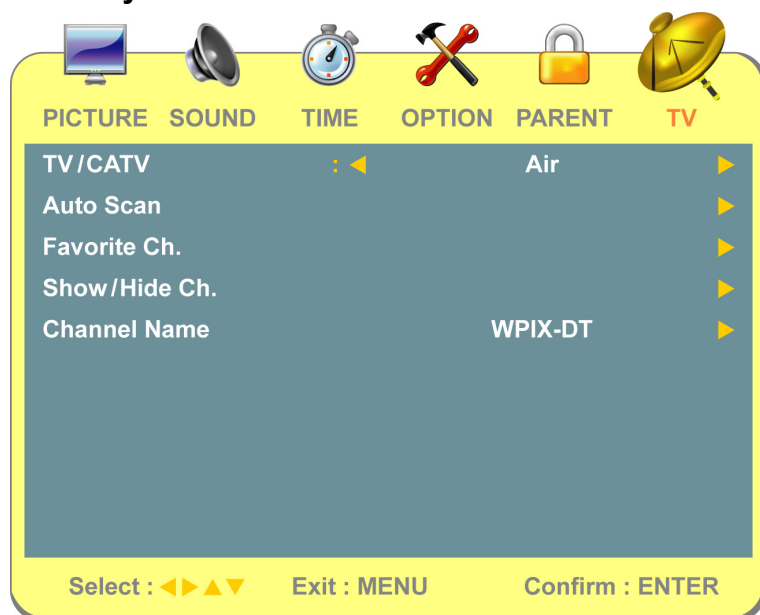 PICTURE SOUND TIME OPTION PARENT TV
TV/CATV : ◀ Air ▶
Auto Scan ▶
Favorite Ch. ▶
Show/Hide Ch. ▶
Channel Name WPIX-DT ▶
Select : ◀▶▲▼ Exit : MENU Confirm : ENTER